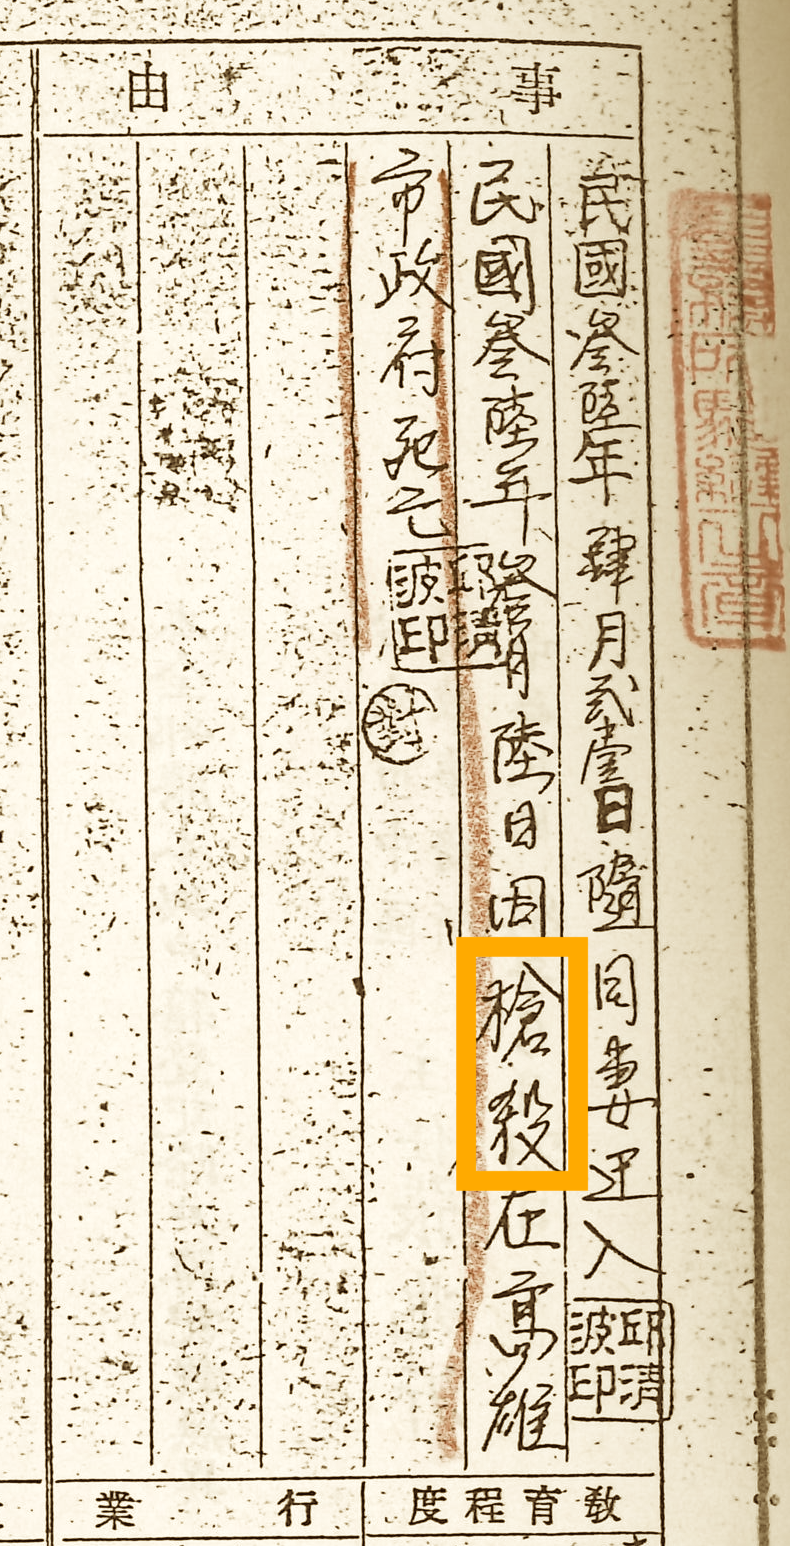 事由
民國叁陸年肆月貳壹日隨同妻迁入
邱清波印
民國叁陸年叁月陸日因槍殺在高雄
市政府死亡
邱清波印
教育程度
行業